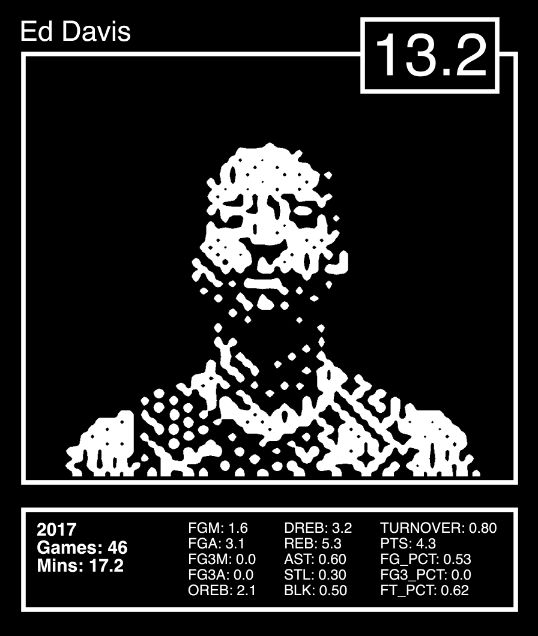 Ed Davis
13.2
2017
Games: 46
Mins: 17.2
FGM: 1.6
FGA: 3.1
FG3M: 0.0
FG3A: 0.0
OREB: 2.1
DREB: 3.2
REB: 5.3
AST: 0.60
STL: 0.30
BLK: 0.50
TURNOVER: 0.80
PTS: 4.3
FG_PCT: 0.53
FG3_PCT: 0.0
FT_PCT: 0.62